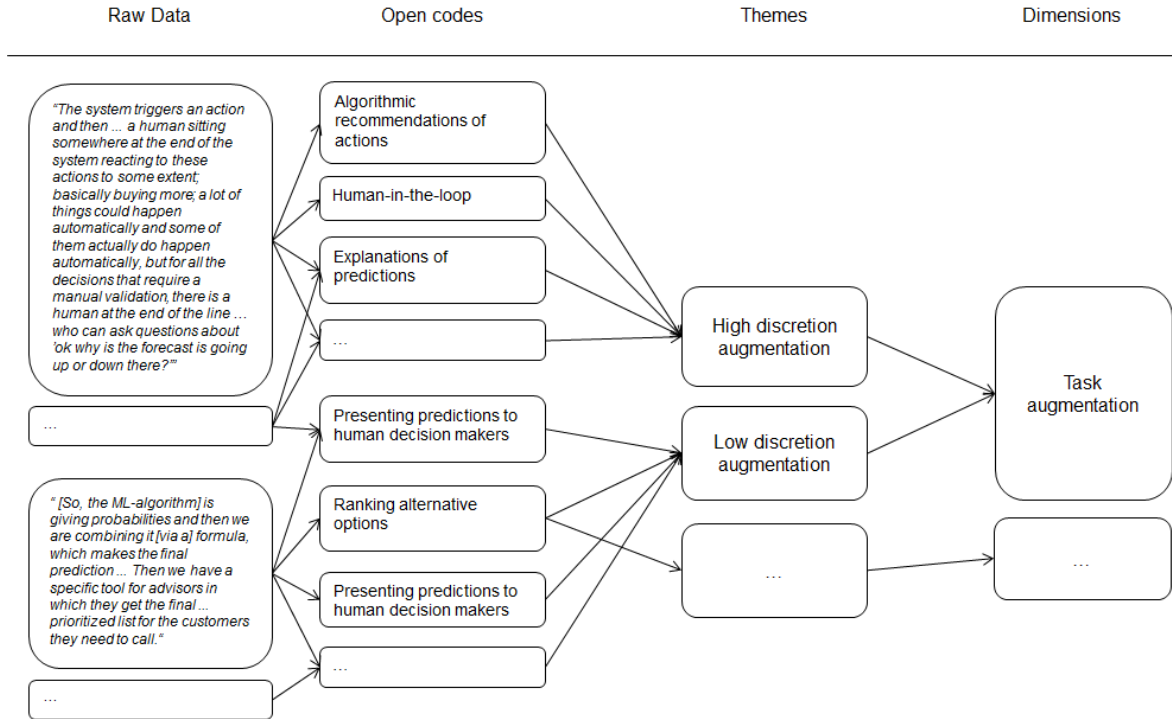 Raw Data
Open codes
Themes
Dimensions
“The system triggers an action
and then ... a human sitting
somewhere at the end of the
system reacting to these
actions to some extent;
basically buying more; a lot of
things could happen
automatically and some of
them actually do happen
automatically, but for all the
decisions that require a
manual validation, there is a
human at the end of the line ...
who can ask questions about
’ok why is the forecast is going
up or down there?’”
...
“ [So, the ML-algorithm] is
giving probabilities and then we
are combining it [via a] formula,
which makes the final
prediction ... Then we have a
specific tool for advisors in
which they get the final ...
prioritized list for the customers
they need to call.“
...
Algorithmic
recommendations of
actions
Human-in-the-loop
Explanations of
predictions
...
Presenting predictions to
human decision makers
Ranking alternative
options
Presenting predictions to
human decision makers
...
High discretion
augmentation
Low discretion
augmentation
...
Task
augmentation
...